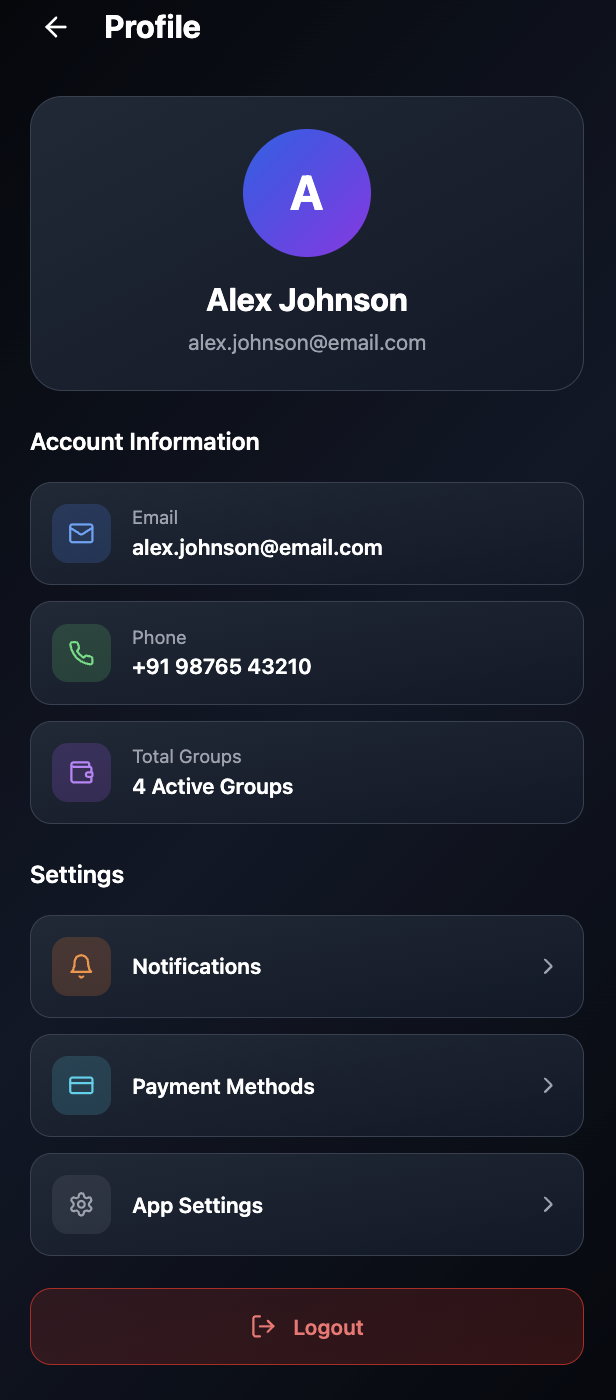 Profile
A
Alex Johnson
alex.johnson@email.com
Account Information
Email
alex.johnson@email.com
Phone
+91 98765 43210
Total Groups
4 Active Groups
Settings
Notifications
Payment Methods
App Settings
Logout